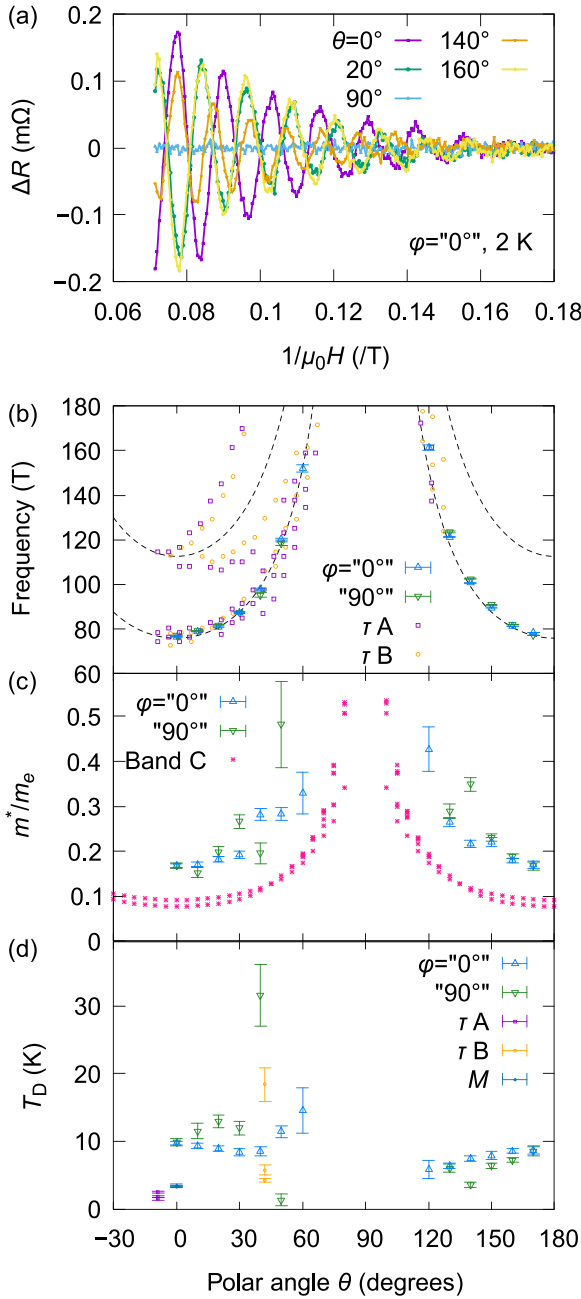 (a)
0.2
0.1
0
−0.1
−0.2
ΔR (mΩ)
θ=0°
20°
90°
140°
160°
φ="0°", 2 K
0.06 0.08 0.1 0.12 0.14 0.16 0.18
1/μ0H (/T)
(b)
180
160
140
120
100
80
60
Frequency (T)
φ="0°"
"90°"
τ A
τ B
(c)
0.5
0.4
0.3
0.2
0.1
0
m*/me
φ="0°"
"90°"
Band C
(d)
30
20
10
0
TD (K)
φ="0°"
"90°"
τ A
τ B
M
−30 0 30 60 90 120 150 180
Polar angle θ (degrees)